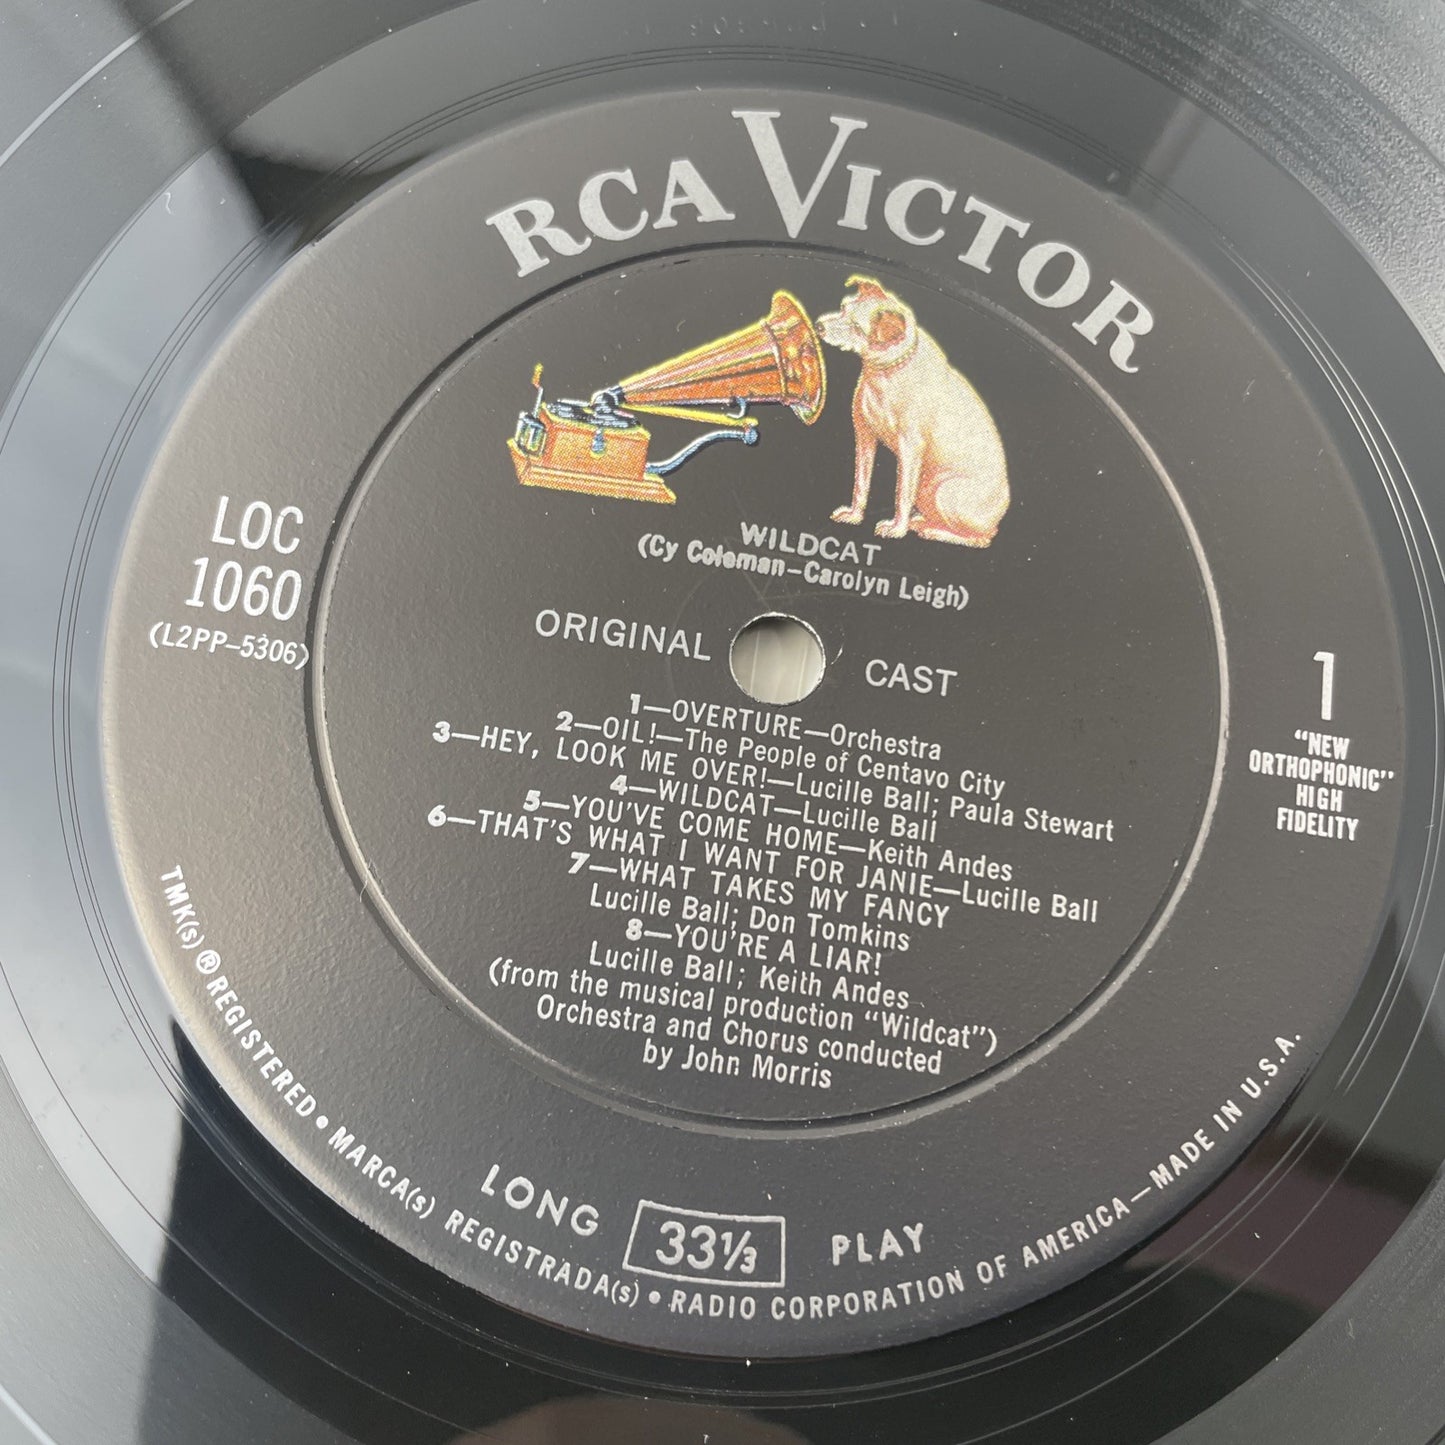 RCA VICTOR
WILDCAT
(Cy Coleman-Carolyn Leigh)
LOC
1060
(L2PP-5306)
ORIGINAL CAST
1
"NEW
ORTHOPHONIC"
HIGH
FIDELITY
1—OVERTURE—Orchestra
2—OIL!—The People of Centavo City
3—HEY, LOOK ME OVER!—Lucille Ball; Paula Stewart
4—WILDCAT—Lucille Ball
5—YOU'VE COME HOME—Keith Andes
6—THAT'S WHAT I WANT FOR JANIE—Lucille Ball
7—WHAT TAKES MY FANCY
Lucille Ball; Don Tomkins
8—YOU'RE A LIAR!
Lucille Ball; Keith Andes
(from the musical production "Wildcat")
Orchestra and Chorus conducted
by John Morris
LONG 33⅓ PLAY
TMK(s) ® REGISTERED • MARCA(s) REGISTRADA(s) • RADIO CORPORATION OF AMERICA—MADE IN U.S.A.